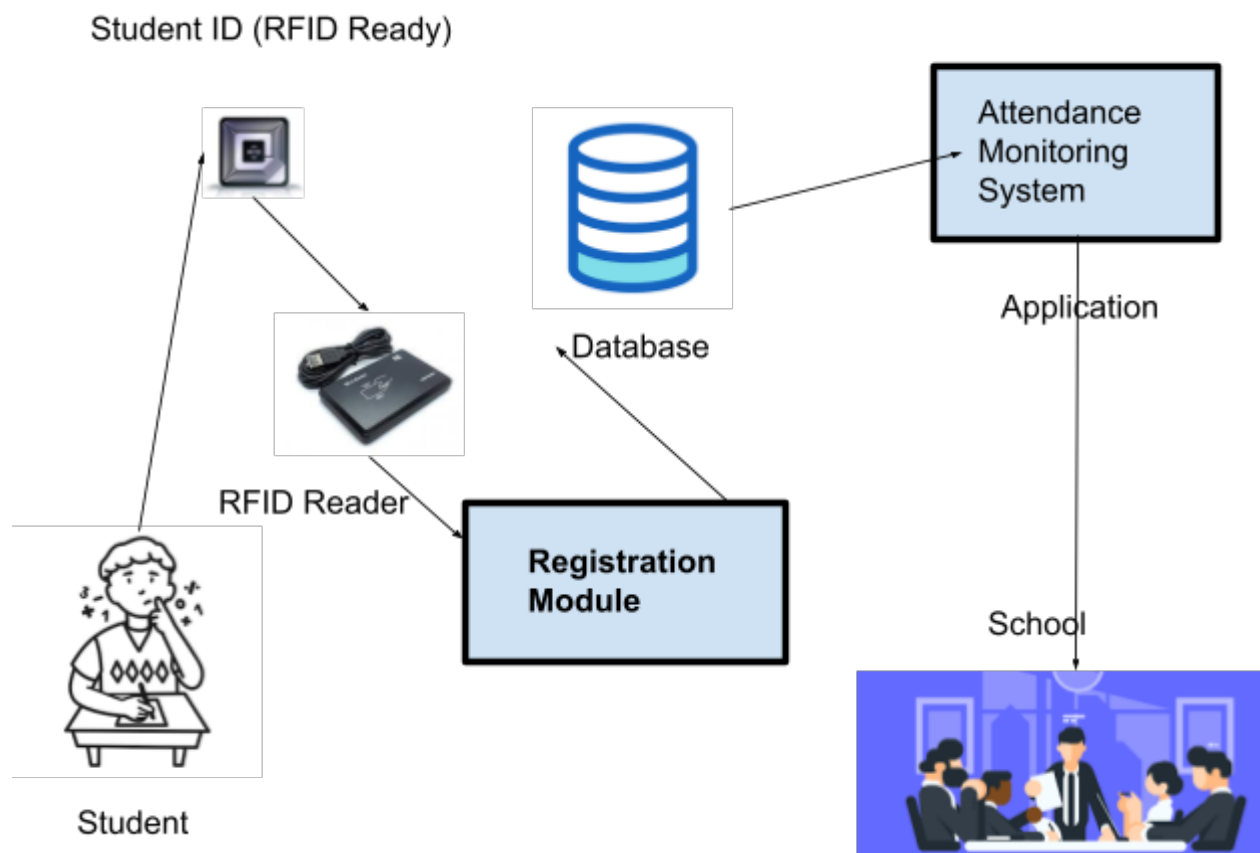 Student ID (RFID Ready)
Attendance
Monitoring
System
Application
Database
RFID Reader
Registration
Module
School
Student